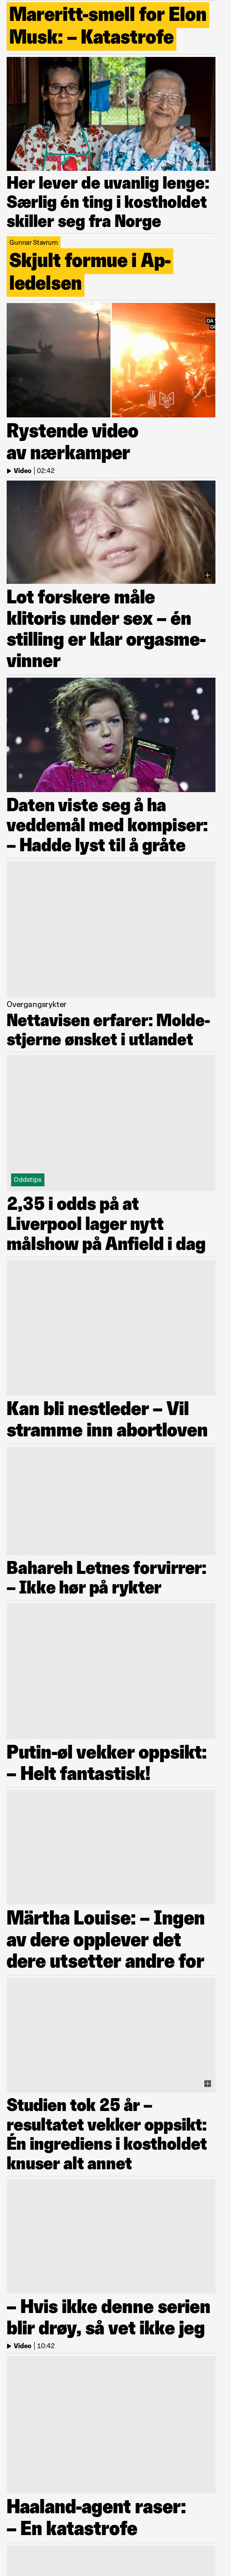 Mareritt-smell for Elon
Musk: – Katastrofe
Her lever de uvanlig lenge:
Særlig én ting i kostholdet
skiller seg fra Norge
Gunnar Stavrum
Skjult formue i Ap-
ledelsen
Rystende video
av nærkamper
Video | 02:42
Lot forskere måle
klitoris under sex – én
stilling er klar orgasme-
vinner
Daten viste seg å ha
veddemål med kompiser:
– Hadde lyst til å gråte
Overgangsrykter
Nettavisen erfarer: Molde-
stjerne ønsket i utlandet
Oddstips
2,35 i odds på at
Liverpool lager nytt
målshow på Anfield i dag
Kan bli nestleder – Vil
stramme inn abortloven
Bahareh Letnes forvirrer:
– Ikke hør på rykter
Putin-øl vekker oppsikt:
– Helt fantastisk!
Märtha Louise: – Ingen
av dere opplever det
dere utsetter andre for
Studien tok 25 år –
resultatet vekker oppsikt:
Én ingrediens i kostholdet
knuser alt annet
– Hvis ikke denne serien
blir drøy, så vet ikke jeg
Video | 10:42
Haaland-agent raser:
– En katastrofe